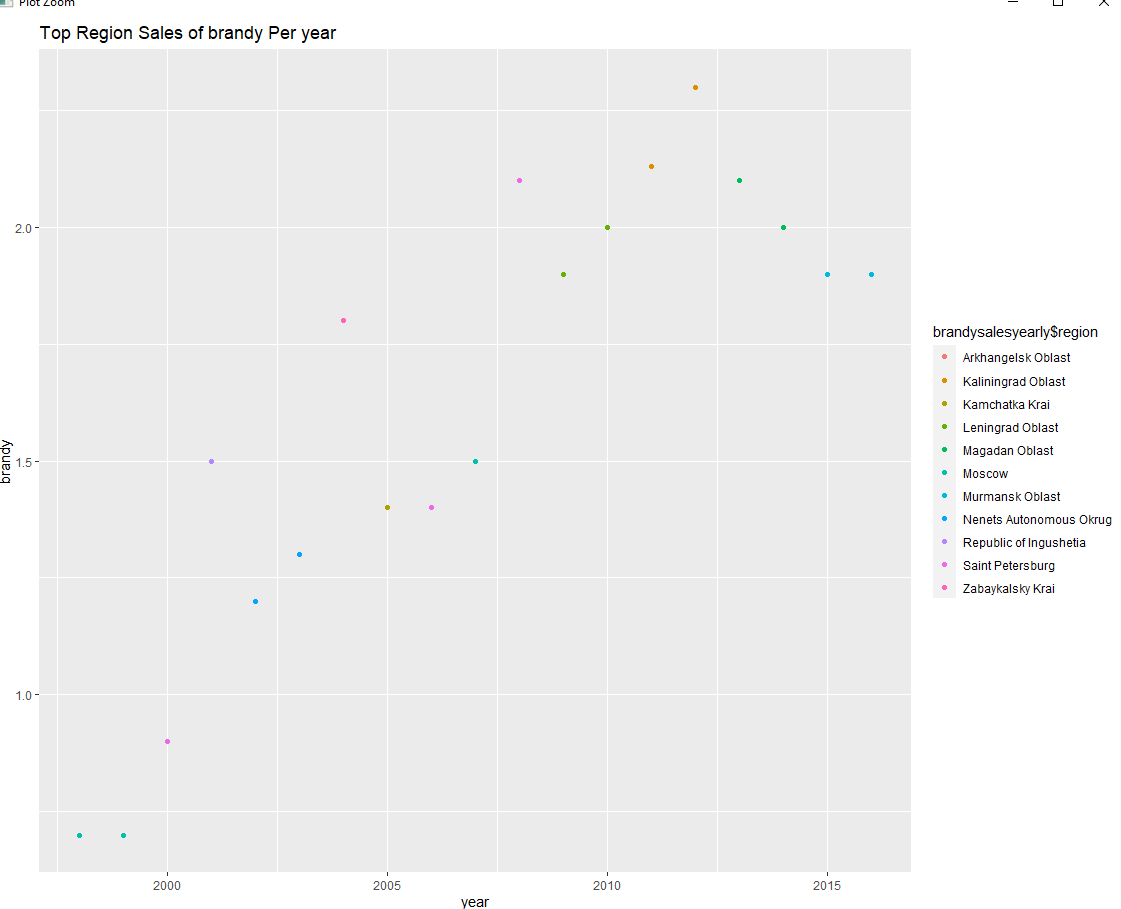 Plot Zoom
Top Region Sales of brandy Per year
2.0
1.5
1.0
brandy
2000
2005
2010
2015
year
brandysalesyearly$region
Arkhangelsk Oblast
Kaliningrad Oblast
Kamchatka Krai
Leningrad Oblast
Magadan Oblast
Moscow
Murmansk Oblast
Nenets Autonomous Okrug
Republic of Ingushetia
Saint Petersburg
Zabaykalsky Krai